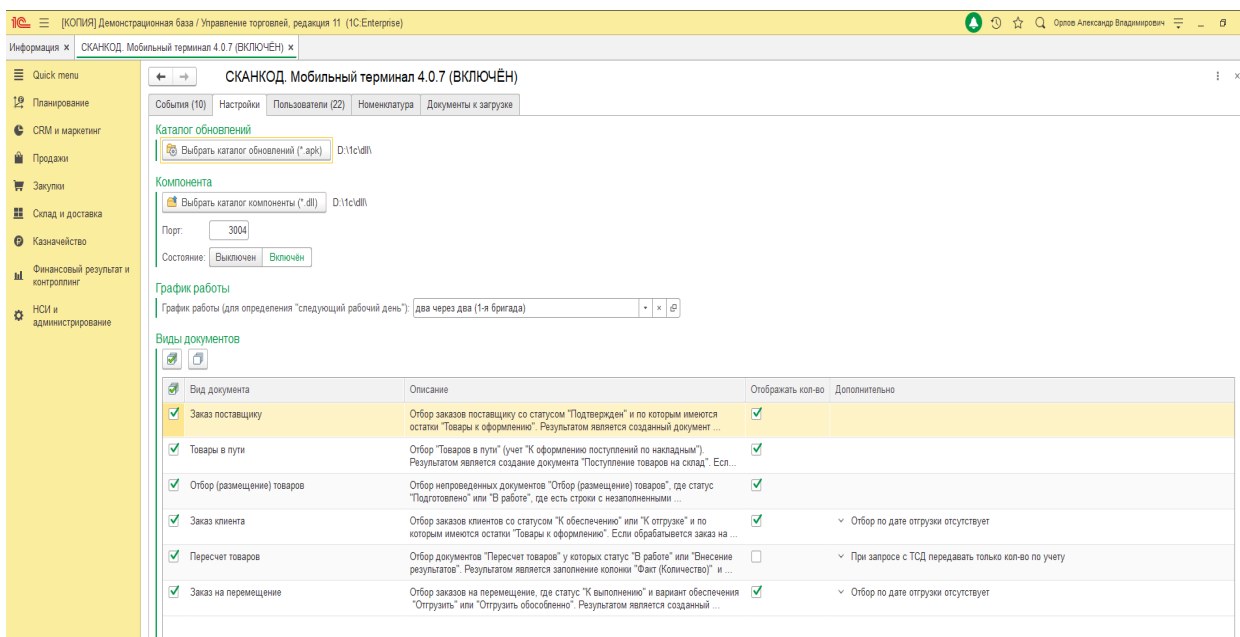 [КОПИЯ] Демонстрационная база / Управление торговлей, редакция 11 (1C:Enterprise)
Орлов Александр Владимирович
Информация ×
СКАНКОД. Мобильный терминал 4.0.7 (ВКЛЮЧЁН) ×
Quick menu
Планирование
CRM и маркетинг
Продажи
Закупки
Склад и доставка
Казначейство
Финансовый результат и
контроллинг
НСИ и
администрирование
СКАНКОД. Мобильный терминал 4.0.7 (ВКЛЮЧЁН)
События (10) Настройки Пользователи (22) Номенклатура Документы к загрузке
Каталог обновлений
Выбрать каталог обновлений (*.apk) D:\1c\dll\
Компонента
Выбрать каталог компоненты (*.dll) D:\1c\dll\
Порт: 3004
Состояние: Выключен Включён
График работы
График работы (для определения "следующий рабочий день"): два через два (1-я бригада)
Виды документов
Вид документа Описание Отображать кол-во Дополнительно
Заказ поставщику
Отбор заказов поставщику со статусом "Подтвержден" и по которым имеются
остатки "Товары к оформлению". Результатом является созданный документ ...
Товары в пути
Отбор "Товаров в пути" (учет "К оформлению поступлений по накладным").
Результатом является создание документа "Поступление товаров на склад". Есл...
Отбор (размещение) товаров
Отбор непроведенных документов "Отбор (размещение) товаров", где статус
"Подготовлено" или "В работе", где есть строки с незаполненными ...
Заказ клиента
Отбор заказов клиентов со статусом "К обеспечению" или "К отгрузке" и по
которым имеются остатки "Товары к оформлению". Если обрабатывется заказ на ...
Отбор по дате отгрузки отсутствует
Пересчет товаров
Отбор документов "Пересчет товаров" у которых статус "В работе" или "Внесение
результатов". Результатом является заполнение колонки "Факт (Количество)" и ...
При запросе с ТСД передавать только кол-во по учету
Заказ на перемещение
Отбор заказов на перемещение, где статус "К выполнению" и вариант обеспечения
"Отгрузить" или "Отгрузить обособленно". Результатом является созданный ...
Отбор по дате отгрузки отсутствует